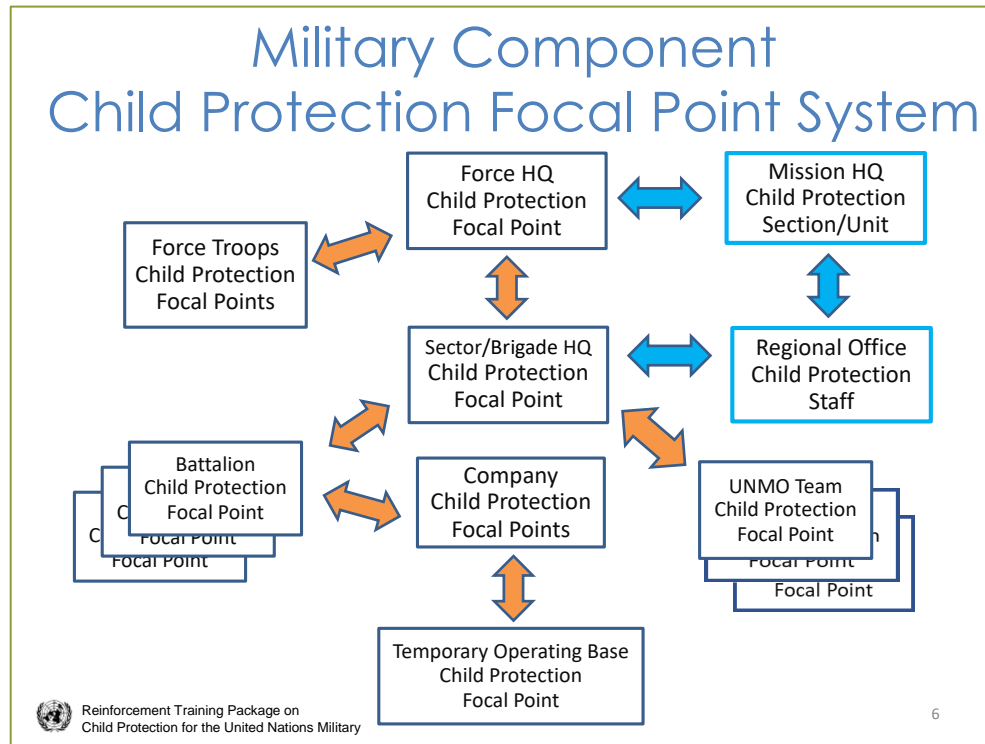 Military Component
Child Protection Focal Point System
Force HQ
Child Protection
Focal Point
Mission HQ
Child Protection
Section/Unit
Force Troops
Child Protection
Focal Points
Sector/Brigade HQ
Child Protection
Focal Point
Regional Office
Child Protection
Staff
Battalion
Child Protection
Focal Point
C
Focal Point
C
Focal Point
Company
Child Protection
Focal Points
UNMO Team
Child Protection
Focal Point
n
Focal Point
Focal Point
Temporary Operating Base
Child Protection
Focal Point
Reinforcement Training Package on
Child Protection for the United Nations Military
6